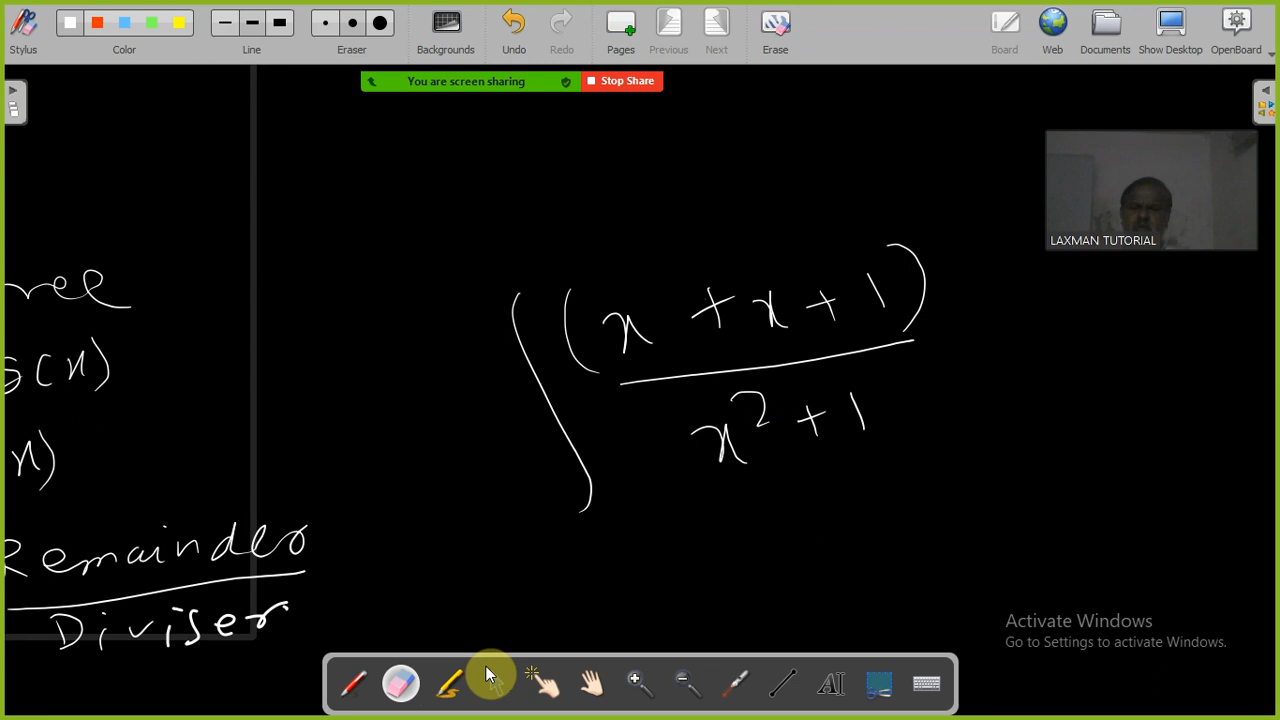 Stylus Color Line Eraser Backgrounds Undo Redo Pages Previous Next Erase Board Web Documents Show Desktop OpenBoard
You are screen sharing Stop Share
LAXMAN TUTORIAL
ree
(x)
x)
Remainder
Diviser
∫ (x + x + 1)
x² + 1
Activate Windows
Go to Settings to activate Windows.
AI